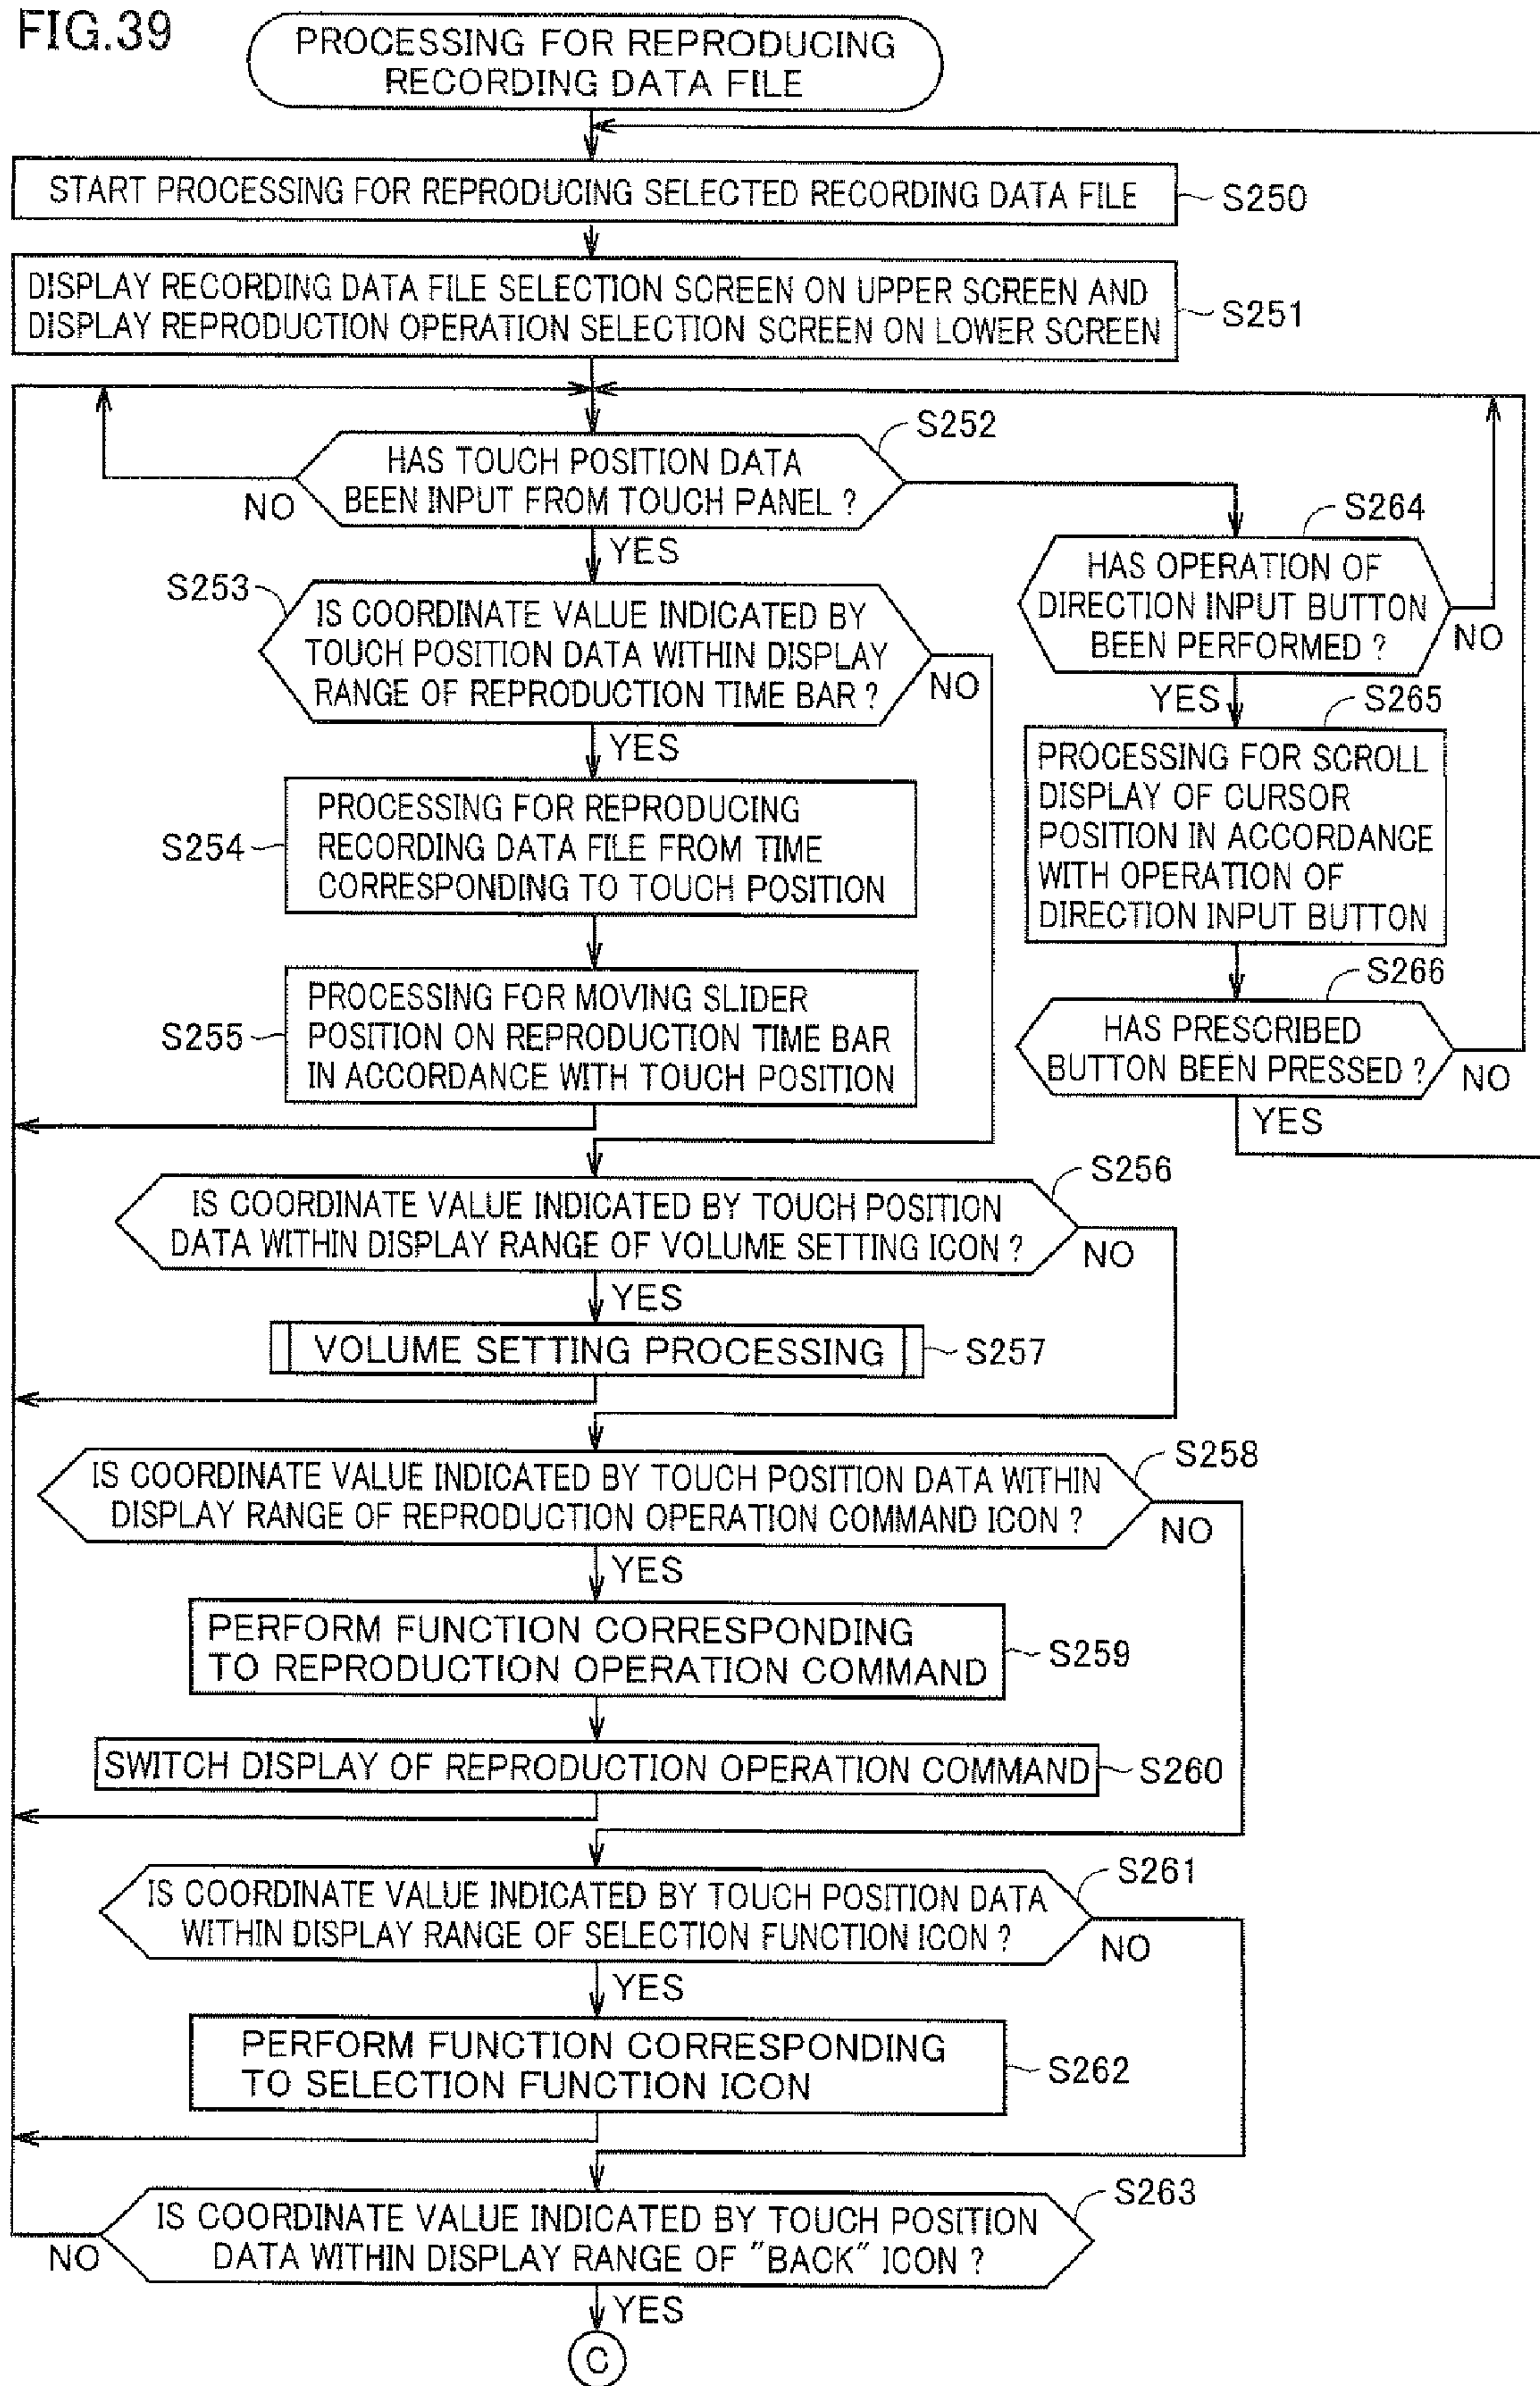 FIG.39
PROCESSING FOR REPRODUCING
RECORDING DATA FILE
START PROCESSING FOR REPRODUCING SELECTED RECORDING DATA FILE
S250
DISPLAY RECORDING DATA FILE SELECTION SCREEN ON UPPER SCREEN AND
DISPLAY REPRODUCTION OPERATION SELECTION SCREEN ON LOWER SCREEN
S251
S252
HAS TOUCH POSITION DATA
BEEN INPUT FROM TOUCH PANEL ?
NO
YES
S264
HAS OPERATION OF
DIRECTION INPUT BUTTON
BEEN PERFORMED ?
NO
YES
S253
IS COORDINATE VALUE INDICATED BY
TOUCH POSITION DATA WITHIN DISPLAY
RANGE OF REPRODUCTION TIME BAR ?
NO
YES
S265
PROCESSING FOR SCROLL
DISPLAY OF CURSOR
POSITION IN ACCORDANCE
WITH OPERATION OF
DIRECTION INPUT BUTTON
S254
PROCESSING FOR REPRODUCING
RECORDING DATA FILE FROM TIME
CORRESPONDING TO TOUCH POSITION
S266
HAS PRESCRIBED
BUTTON BEEN PRESSED ?
NO
YES
S255
PROCESSING FOR MOVING SLIDER
POSITION ON REPRODUCTION TIME BAR
IN ACCORDANCE WITH TOUCH POSITION
S256
IS COORDINATE VALUE INDICATED BY TOUCH POSITION
DATA WITHIN DISPLAY RANGE OF VOLUME SETTING ICON ?
NO
YES
VOLUME SETTING PROCESSING
S257
S258
IS COORDINATE VALUE INDICATED BY TOUCH POSITION DATA WITHIN
DISPLAY RANGE OF REPRODUCTION OPERATION COMMAND ICON ?
NO
YES
PERFORM FUNCTION CORRESPONDING
TO REPRODUCTION OPERATION COMMAND
S259
SWITCH DISPLAY OF REPRODUCTION OPERATION COMMAND
S260
S261
IS COORDINATE VALUE INDICATED BY TOUCH POSITION DATA
WITHIN DISPLAY RANGE OF SELECTION FUNCTION ICON ?
NO
YES
PERFORM FUNCTION CORRESPONDING
TO SELECTION FUNCTION ICON
S262
S263
IS COORDINATE VALUE INDICATED BY TOUCH POSITION
DATA WITHIN DISPLAY RANGE OF "BACK" ICON ?
NO
YES
C